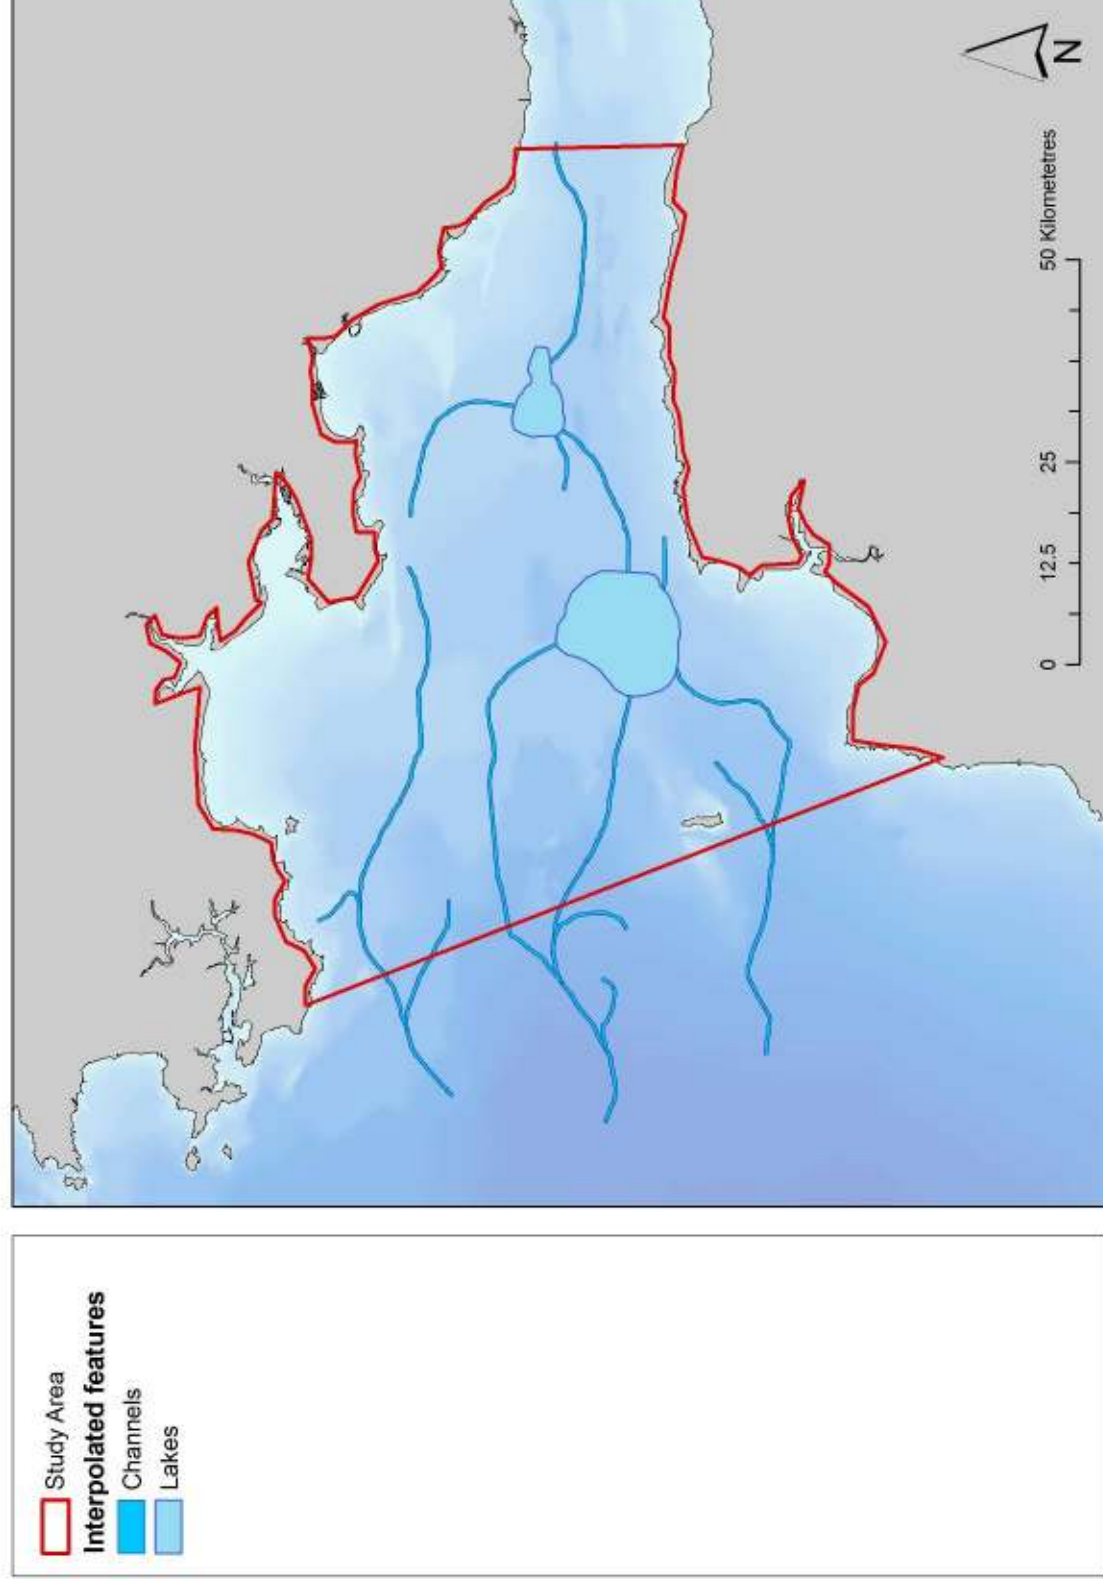 N
0 12.5 25 50 Kilometetres
Study Area
Interpolated features
Channels
Lakes